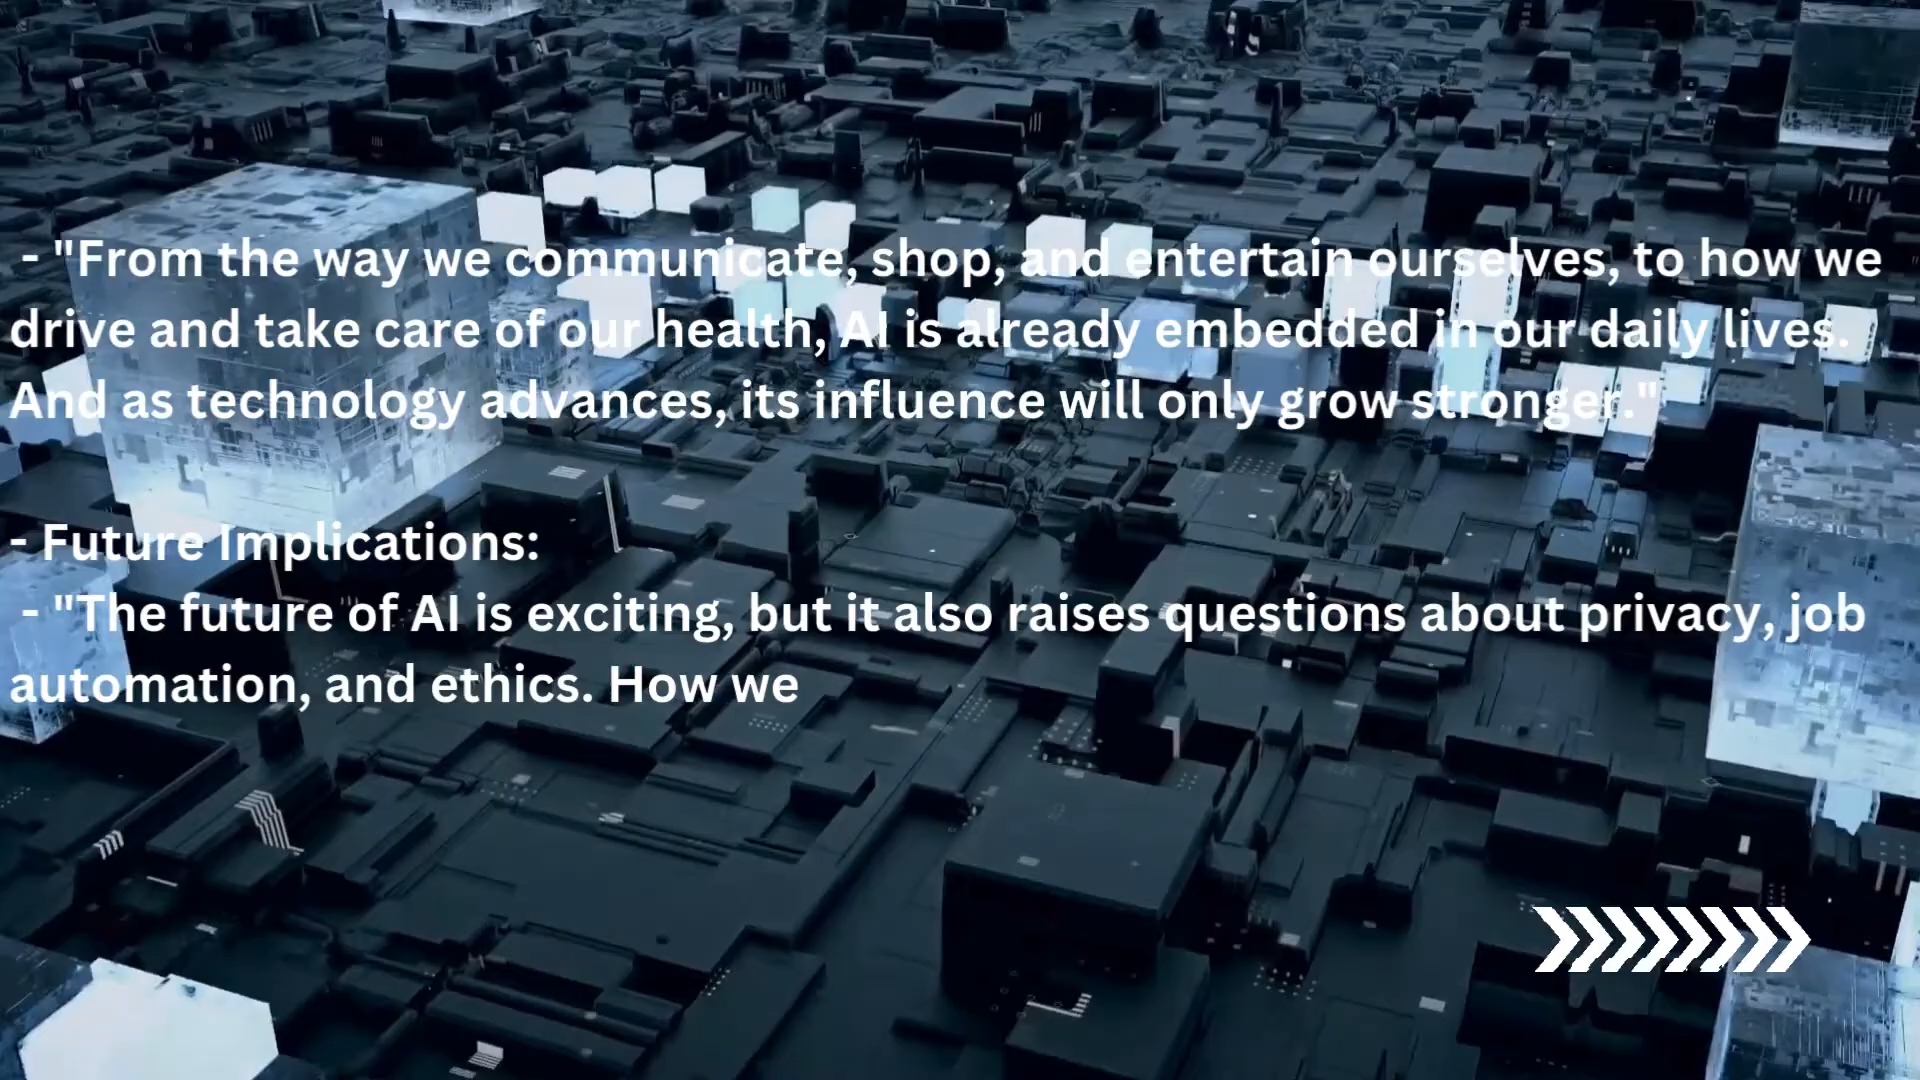 - "From the way we communicate, shop, and entertain ourselves, to how we
drive and take care of our health, AI is already embedded in our daily lives.
And as technology advances, its influence will only grow stronger."
- Future Implications:
- "The future of AI is exciting, but it also raises questions about privacy, job
automation, and ethics. How we